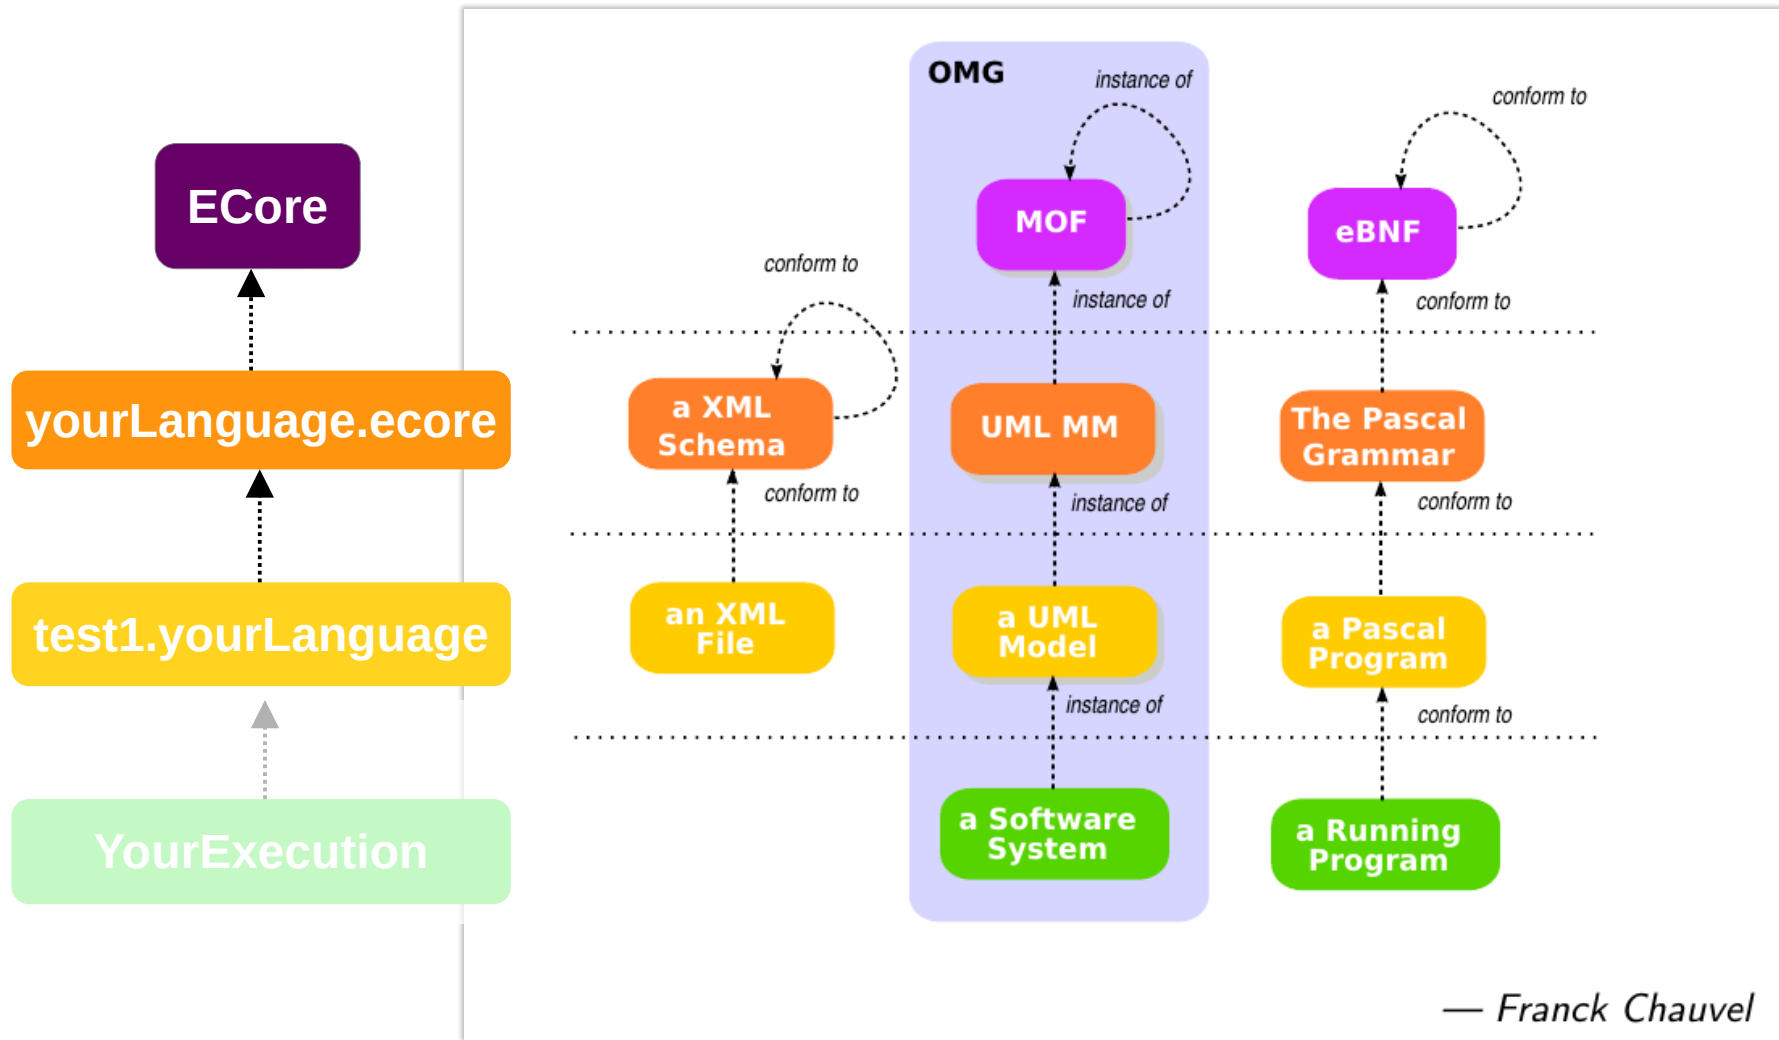 ECore
yourLanguage.ecore
test1.yourLanguage
YourExecution
OMG
instance of
conform to
MOF
eBNF
conform to
instance of
conform to
a XML
Schema
UML MM
The Pascal
Grammar
conform to
instance of
conform to
an XML
File
a UML
Model
a Pascal
Program
instance of
conform to
a Software
System
a Running
Program
— Franck Chauvel